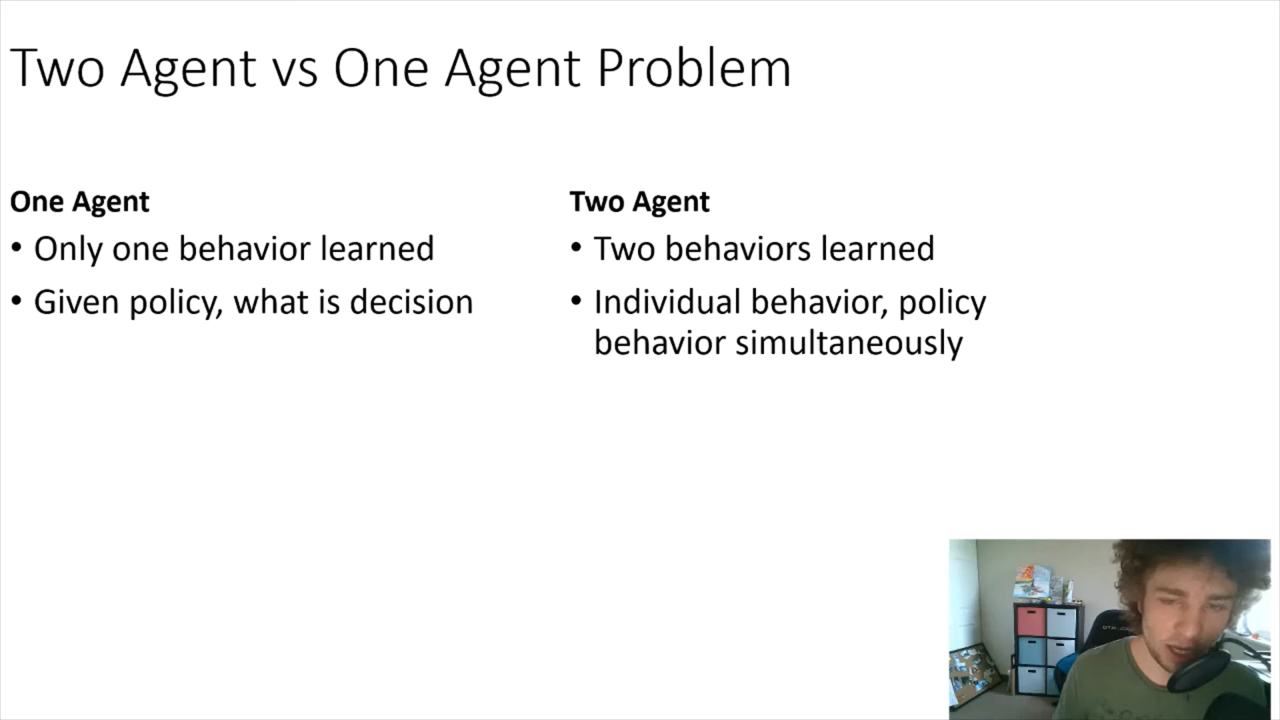 Two Agent vs One Agent Problem
One Agent
• Only one behavior learned
• Given policy, what is decision
Two Agent
• Two behaviors learned
• Individual behavior, policy
behavior simultaneously